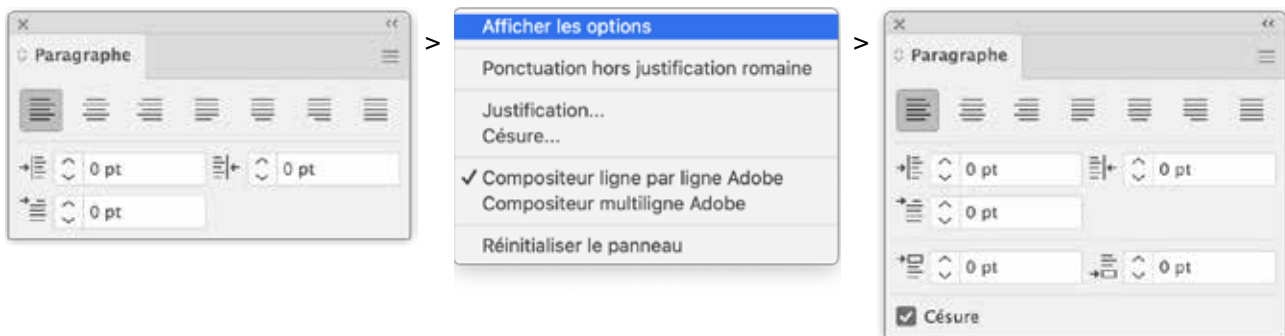 Paragraphe
0 pt
0 pt
0 pt
>
Afficher les options
Ponctuation hors justification romaine
Justification...
Césure...
✓ Compositeur ligne par ligne Adobe
Compositeur multiligne Adobe
Réinitialiser le panneau
>
Paragraphe
0 pt
0 pt
0 pt
0 pt
0 pt
Césure